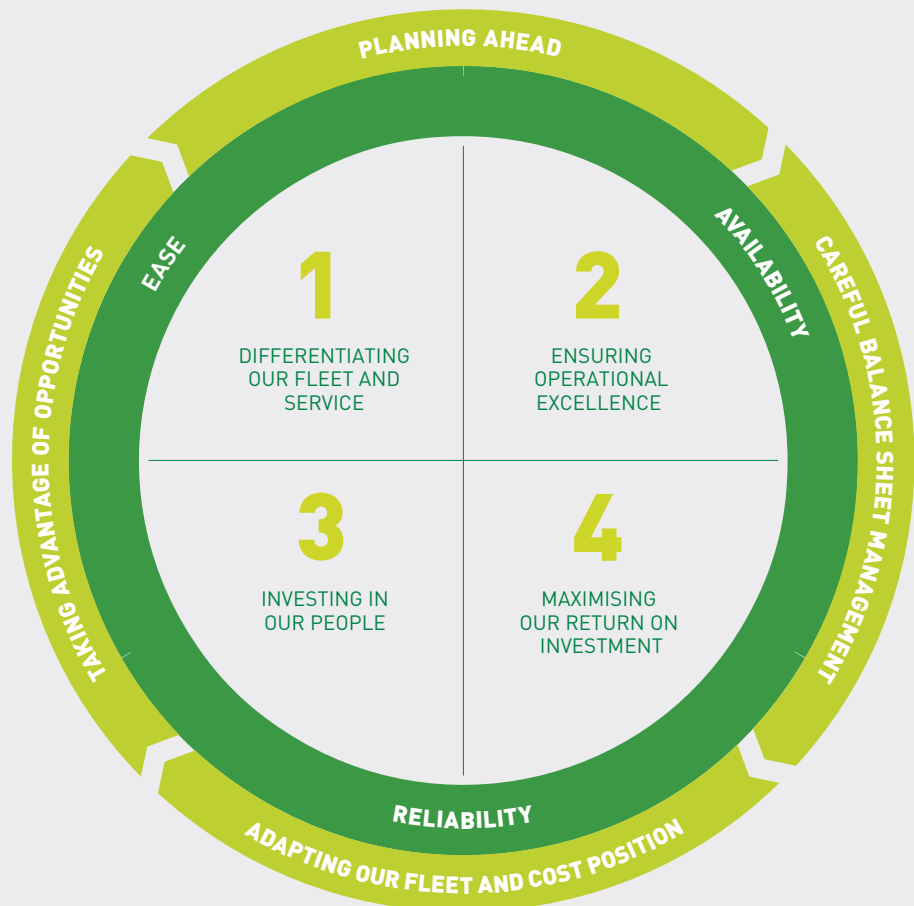 PLANNING AHEAD
CAREFUL BALANCE SHEET MANAGEMENT
ADAPTING OUR FLEET AND COST POSITION
TAKING ADVANTAGE OF OPPORTUNITIES
EASE
AVAILABILITY
RELIABILITY
1
DIFFERENTIATING
OUR FLEET AND
SERVICE
2
ENSURING
OPERATIONAL
EXCELLENCE
3
INVESTING IN
OUR PEOPLE
4
MAXIMISING
OUR RETURN ON
INVESTMENT